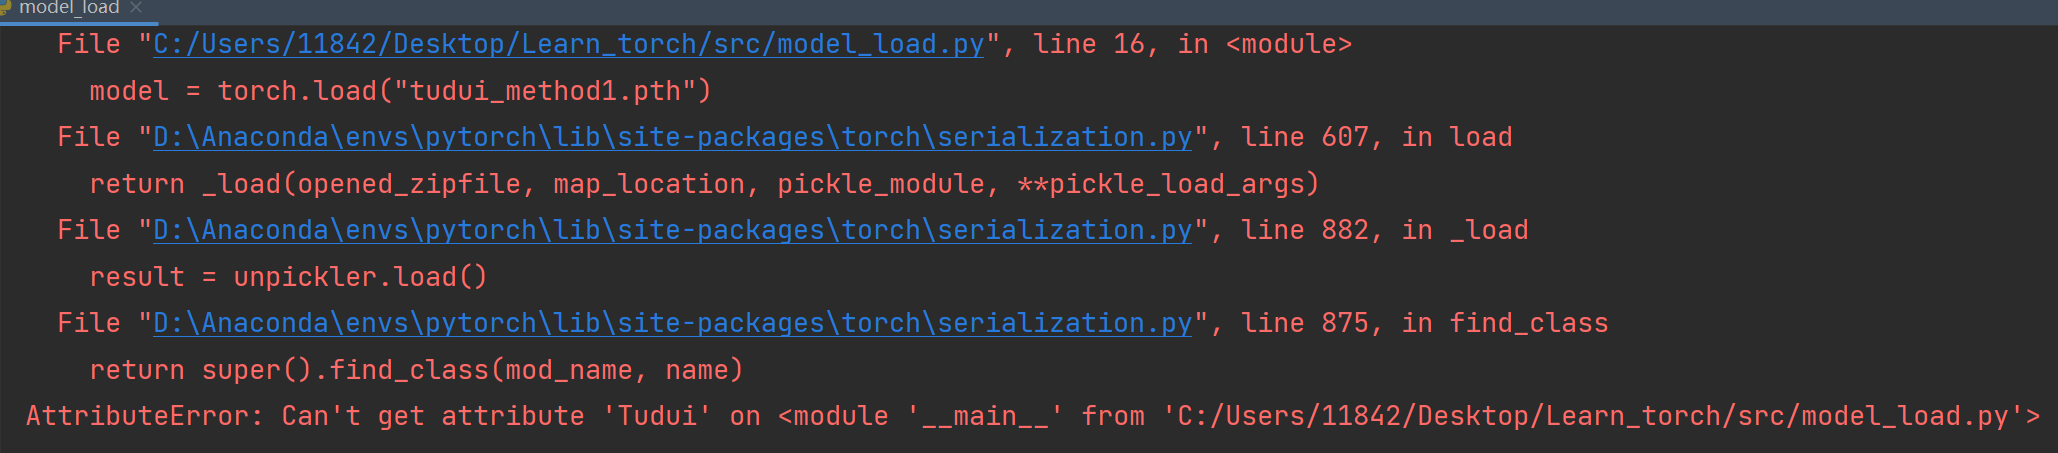 model_load
File "C:/Users/11842/Desktop/Learn_torch/src/model_load.py", line 16, in <module>
model = torch.load("tudui_method1.pth")
File "D:\Anaconda\envs\pytorch\lib\site-packages\torch\serialization.py", line 607, in load
return _load(opened_zipfile, map_location, pickle_module, **pickle_load_args)
File "D:\Anaconda\envs\pytorch\lib\site-packages\torch\serialization.py", line 882, in _load
result = unpickler.load()
File "D:\Anaconda\envs\pytorch\lib\site-packages\torch\serialization.py", line 875, in find_class
return super().find_class(mod_name, name)
AttributeError: Can't get attribute 'Tudui' on <module '__main__' from 'C:/Users/11842/Desktop/Learn_torch/src/model_load.py'>